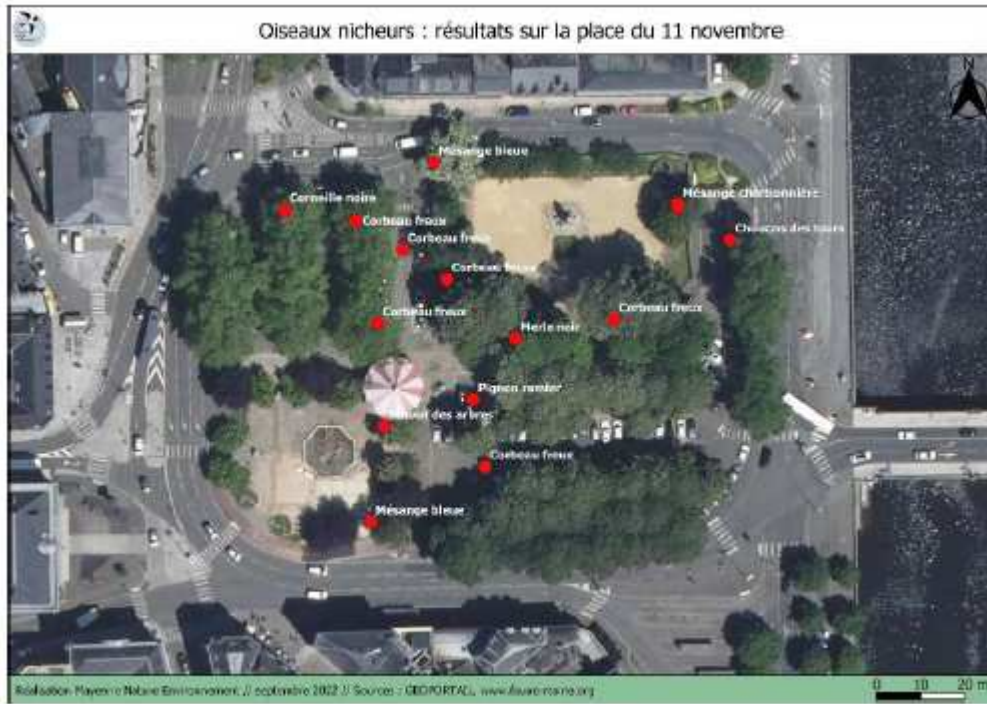 Oiseaux nicheurs : résultats sur la place du 11 novembre
N
Mésange bleue
Corneille noire
Mésange charbonnière
Corbeau freux
Choucas des tours
Corbeau freux
Corbeau freux
Corbeau freux
Corbeau freux
Merle noir
Pigeon ramier
des arbres
Corbeau freux
Mésange bleue
Réalisation Mayenne Nature Environnement // septembre 2022 // Sources : GEOPORTAIL, www.faune-maine.org
0 10 20 m